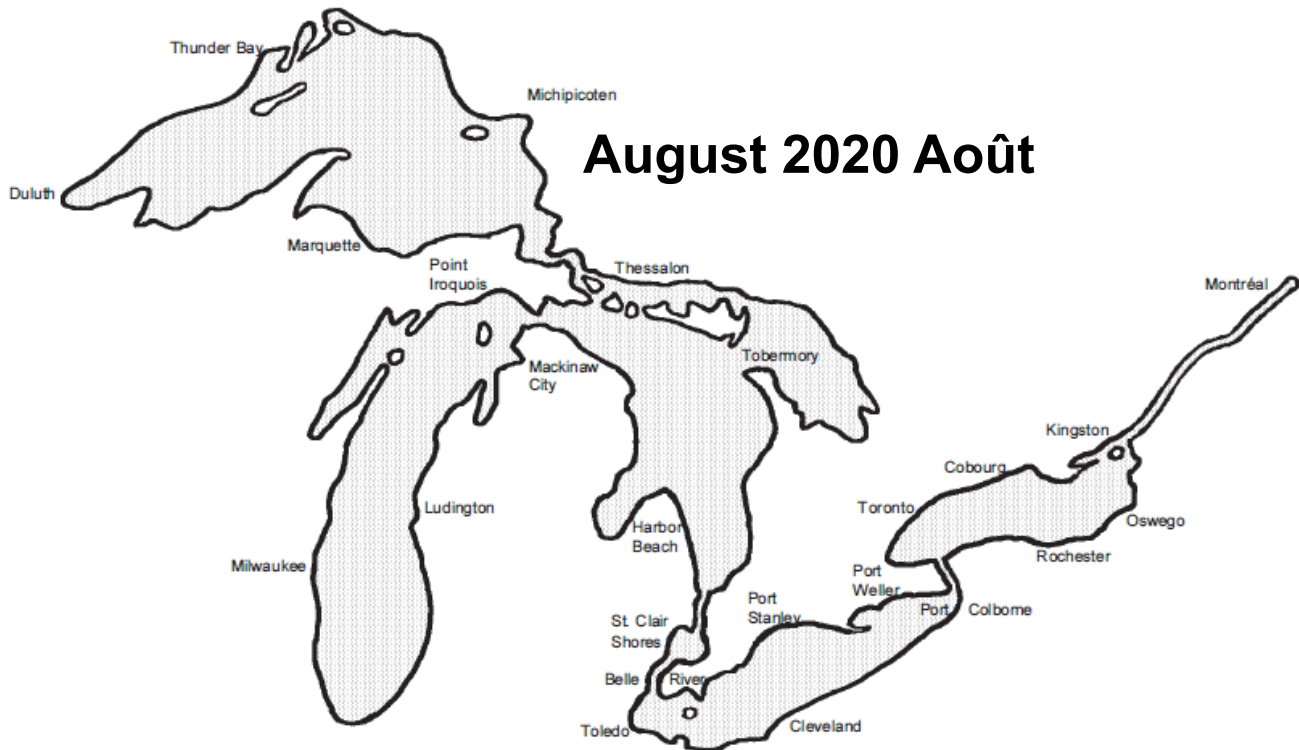 Thunder Bay
Michipicoten
August 2020 Août
Duluth
Marquette
Point
Iroquois
Thessalon
Montréal
Mackinaw
City
Tobermory
Kingston
Cobourg
Ludington
Toronto
Harbor
Beach
Oswego
Milwaukee
Rochester
Port
Weller
Port
Stanley
Port Colborne
St. Clair
Shores
Belle River
Toledo
Cleveland